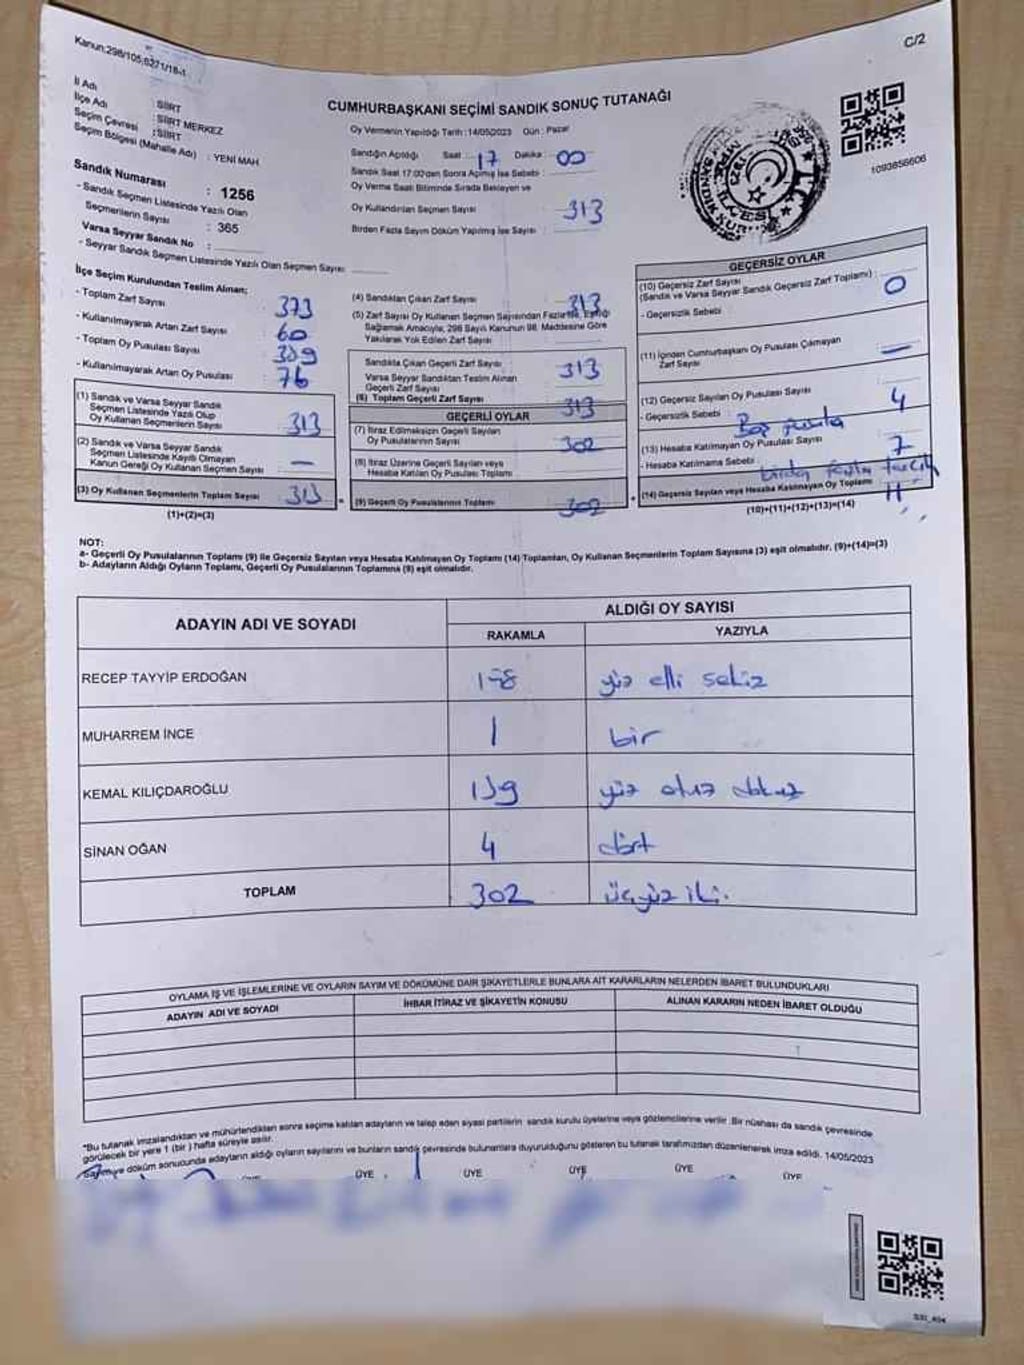 Kanun;298/105,6271/18-1
C/2
İl Adı : SİİRT
İlçe Adı : SİİRT MERKEZ
Seçim Çevresi : SİİRT
Seçim Bölgesi (Mahalle Adı) : YENİ MAH.
Sandık Numarası : 1256
- Sandık Seçmen Listesinde Yazılı Olan
Seçmenlerin Sayısı : 365
Varsa Seyyar Sandık No :
- Seyyar Sandık Seçmen Listesinde Yazılı Olan Seçmen Sayısı:
CUMHURBAŞKANI SEÇİMİ SANDIK SONUÇ TUTANAĞI
Oy Vermenin Yapıldığı Tarih : 14/05/2023 Gün : Pazar
Sandığın Açıldığı Saat : 17 Dakika : 00
Sandık Saat 17:00'den Sonra Açılmış İse Sebebi :
Oy Verme Saati Bitiminde Sırada Bekleyen ve
Oy Kullandırılan Seçmen Sayısı : 313
Birden Fazla Sayım Döküm Yapılmış İse Sayısı :
1093856606
İlçe Seçim Kurulundan Teslim Alınan;
- Toplam Zarf Sayısı : 373
- Kullanılmayarak Artan Zarf Sayısı : 60
- Toplam Oy Pusulası Sayısı : 389
- Kullanılmayarak Artan Oy Pusulası : 76
(1) Sandık ve Varsa Seyyar Sandık
Seçmen Listesinde Yazılı Olup
Oy Kullanan Seçmenlerin Sayısı : 313
(2) Sandık ve Varsa Seyyar Sandık
Seçmen Listesinde Kayıtlı Olmayan
Kanun Gereği Oy Kullanan Seçmen Sayısı : —
(3) Oy Kullanan Seçmenlerin Toplam Sayısı : 313
(1)+(2)=(3)
(4) Sandıktan Çıkan Zarf Sayısı : 313
(5) Zarf Sayısı Oy Kullanan Seçmen Sayısından Fazla İse, Eşitliği
Sağlamak Amacıyla, 298 Sayılı Kanunun 98. Maddesine Göre
Yakılarak Yok Edilen Zarf Sayısı :
Sandıkta Çıkan Geçerli Zarf Sayısı : 313
Varsa Seyyar Sandıktan Teslim Alınan
Geçerli Zarf Sayısı
(6) Toplam Geçerli Zarf Sayısı : 313
GEÇERLİ OYLAR
(7) İtiraz Edilmeksizin Geçerli Sayılan
Oy Pusulalarının Sayısı : 302
(8) İtiraz Üzerine Geçerli Sayılan veya
Hesaba Katılan Oy Pusulası Toplamı :
(9) Geçerli Oy Pusulalarının Toplamı : 302
GEÇERSİZ OYLAR
(10) Geçersiz Zarf Sayısı
(Sandık ve Varsa Seyyar Sandık Geçersiz Zarf Toplamı) : 0
- Geçersizlik Sebebi :
(11) İçinden Cumhurbaşkanı Oy Pusulası Çıkmayan
Zarf Sayısı : —
(12) Geçersiz Sayılan Oy Pusulası Sayısı : 4
- Geçersizlik Sebebi : Boş pusula
(13) Hesaba Katılmayan Oy Pusulası Sayısı : 7
- Hesaba Katılmama Sebebi : birden fazla tercih
(14) Geçersiz Sayılan veya Hesaba Katılmayan Oy Toplamı : 11
(10)+(11)+(12)+(13)=(14)
NOT:
a- Geçerli Oy Pusulalarının Toplamı (9) ile Geçersiz Sayılan veya Hesaba Katılmayan Oy Toplamı (14) Toplamları, Oy Kullanan Seçmenlerin Toplam Sayısına (3) eşit olmalıdır. (9)+(14)=(3)
b- Adayların Aldığı Oyların Toplamı, Geçerli Oy Pusulalarının Toplamına (9) eşit olmalıdır.
ADAYIN ADI VE SOYADI
ALDIĞI OY SAYISI
RAKAMLA YAZIYLA
RECEP TAYYİP ERDOĞAN 158 yüz elli sekiz
MUHARREM İNCE 1 bir
KEMAL KILIÇDAROĞLU 139 yüz otuz dokuz
SİNAN OĞAN 4 dört
TOPLAM 302 üçyüz iki.
OYLAMA İŞ VE İŞLEMLERİNE VE OYLARIN SAYIM VE DÖKÜMÜNE DAİR ŞİKAYETLERLE BUNLARA AİT KARARLARIN NELERDEN İBARET BULUNDUKLARI
ADAYIN ADI VE SOYADI İHBAR İTİRAZ VE ŞİKAYETİN KONUSU ALINAN KARARIN NEDEN İBARET OLDUĞU
*Bu tutanak imzalandıktan ve mühürlendikten sonra seçime katılan adayların ve talep eden siyasi partilerin sandık kurulu üyelerine veya gözlemcilerine verilir. Bir nüshası da sandık çevresinde
görülecek bir yere 1 (bir) hafta süreyle asılır.
Sayım ve döküm sonucunda adayların aldığı oyların sayılarını ve bunların sandık çevresinde bulunanlara duyurulduğunu gösteren bu tutanak tarafımızdan düzenlenerek imza edildi. 14/05/2023
ÜYE ÜYE ÜYE ÜYE ÜYE